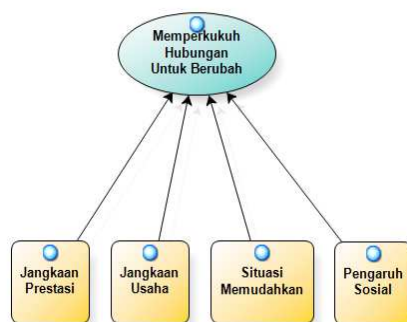 Memperkukuh
Hubungan
Untuk Berubah
Jangkaan
Prestasi
Jangkaan
Usaha
Situasi
Memudahkan
Pengaruh
Sosial